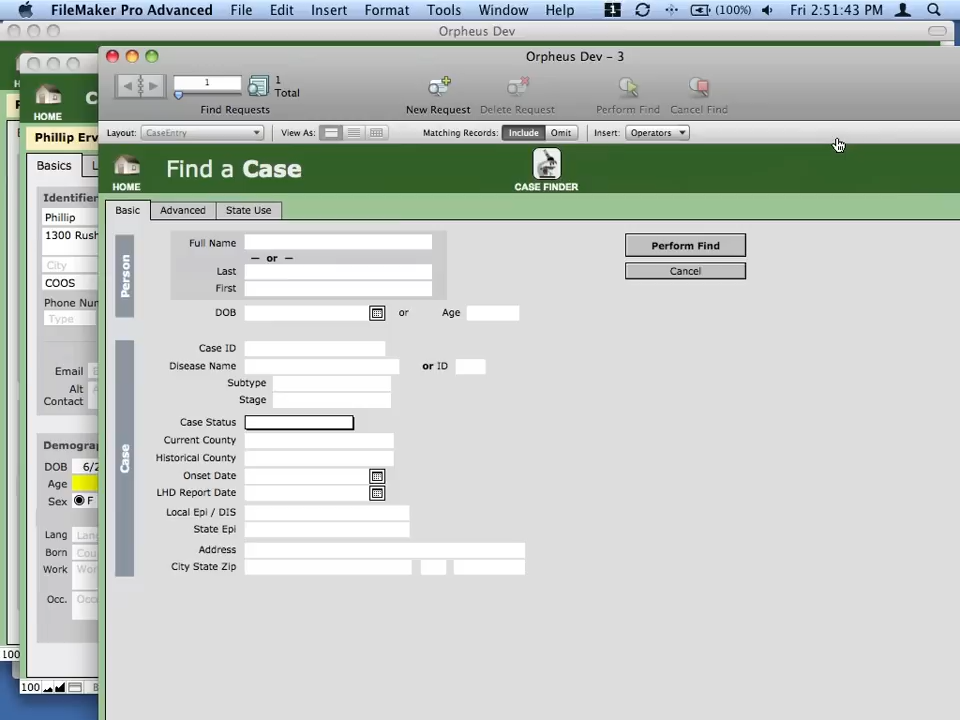 FileMaker Pro Advanced File Edit Insert Format Tools Window Help 1 (100%) Fri 2:51:43 PM
Orpheus Dev
Orpheus Dev – 3
1
1
Total
Find Requests
New Request
Delete Request
Perform Find
Cancel Find
Layout: CaseEntry
View As:
Matching Records: Include Omit
Insert: Operators
HOME
Find a Case
CASE FINDER
Basic Advanced State Use
Person
Full Name
— or —
Last
First
DOB or Age
Perform Find
Cancel
Case
Case ID
Disease Name or ID
Subtype
Stage
Case Status
Current County
Historical County
Onset Date
LHD Report Date
Local Epi / DIS
State Epi
Address
City State Zip
HOME
Phillip Erv
Basics
Identifier
Phillip
1300 Rush
City
COOS
Phone Num
Type
Email
Alt
Contact
Demogra
DOB 6/2
Age
Sex F
Lang Lang
Born Cou
Work Work
Occ. Occu
100
100